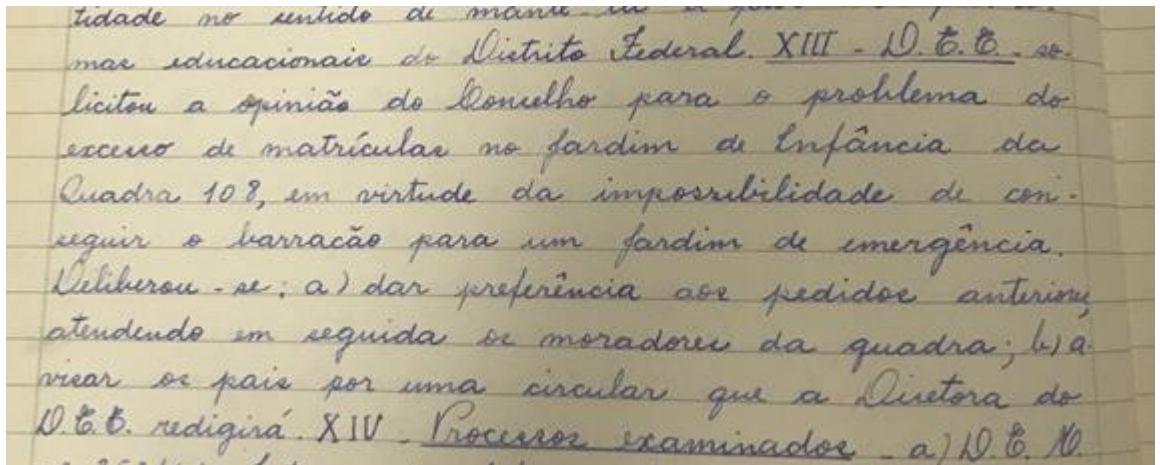 tidade no sentido de mante
mas educacionais do Distrito Federal. XIII - D.E.E. so-
licitou a opinião do Conselho para o problema do
excesso de matrículas no Jardim de Infância da
Quadra 108, em virtude da impossibilidade de con-
seguir o barracão para um Jardim de emergência.
Deliberou-se: a) dar preferência aos pedidos anteriores,
atendendo em seguida os moradores da quadra; b) a-
visar os pais por uma circular que a Diretora do
D.E.E. redigirá. XIV - Processos examinados - a) D.E.M.